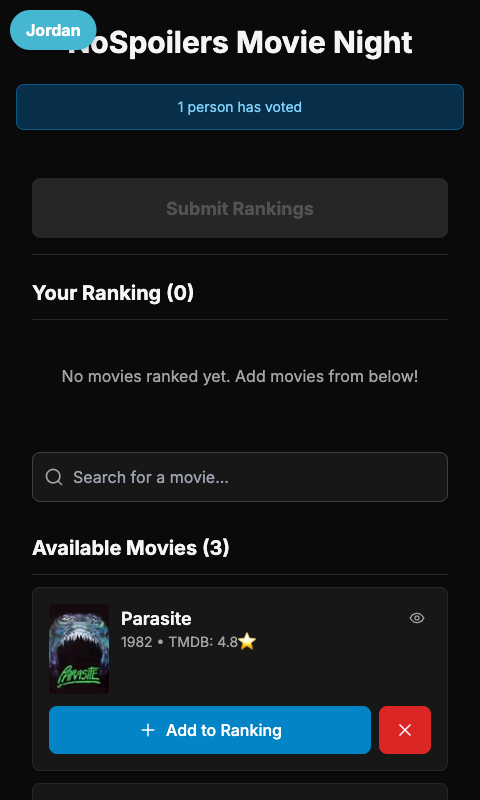 Jordan
NoSpoilers Movie Night
1 person has voted
Submit Rankings
Your Ranking (0)
No movies ranked yet. Add movies from below!
Search for a movie...
Available Movies (3)
PARASITE
Parasite
1982 • TMDB: 4.8⭐
Add to Ranking